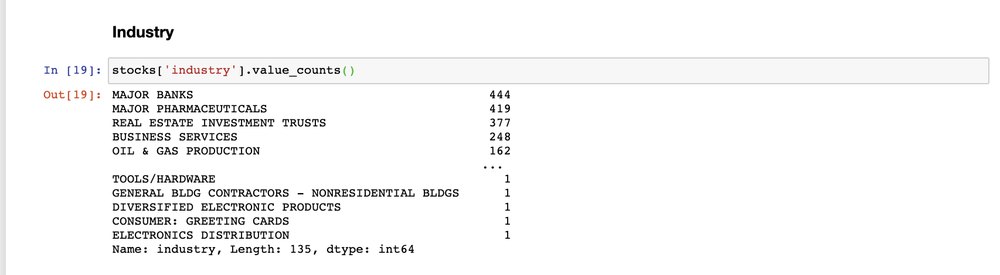 Industry
In [19]: stocks['industry'].value_counts()
Out[19]: MAJOR BANKS 444
MAJOR PHARMACEUTICALS 419
REAL ESTATE INVESTMENT TRUSTS 377
BUSINESS SERVICES 248
OIL & GAS PRODUCTION 162
...
TOOLS/HARDWARE 1
GENERAL BLDG CONTRACTORS - NONRESIDENTIAL BLDGS 1
DIVERSIFIED ELECTRONIC PRODUCTS 1
CONSUMER: GREETING CARDS 1
ELECTRONICS DISTRIBUTION 1
Name: industry, Length: 135, dtype: int64